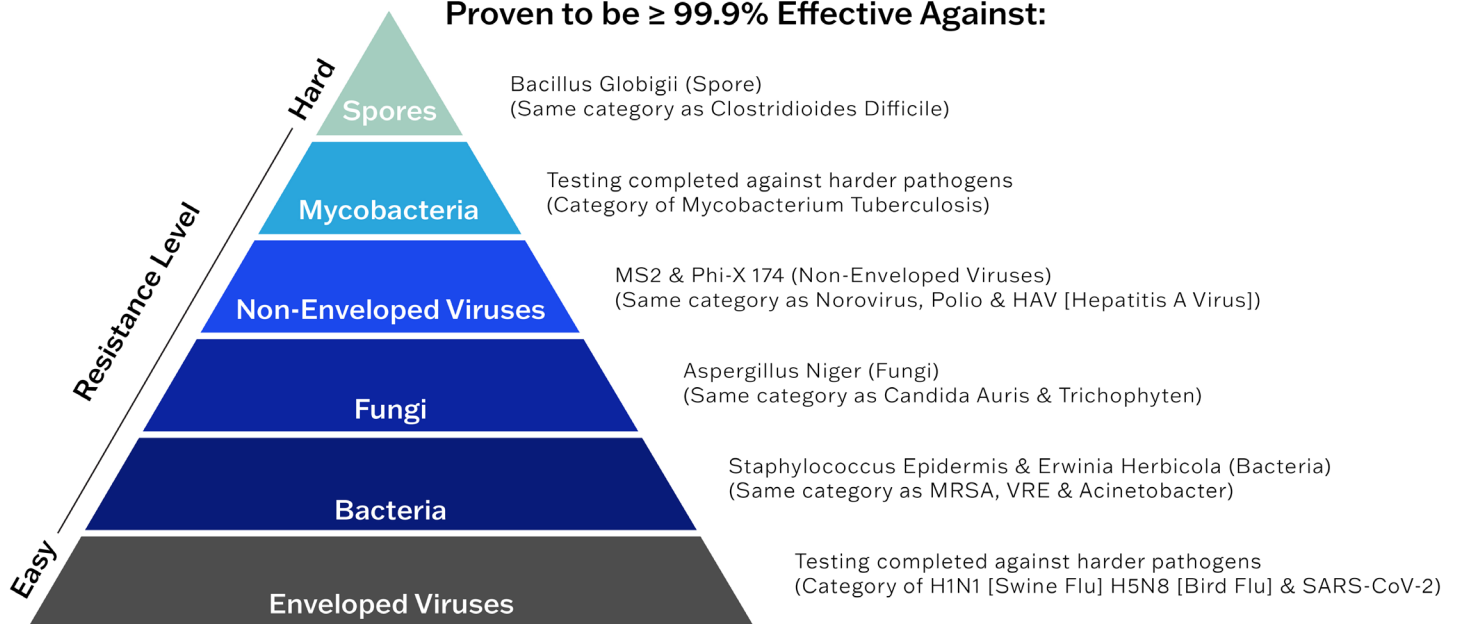 Proven to be ≥ 99.9% Effective Against:
Hard
Resistance Level
Easy
Spores
Bacillus Globigii (Spore)
(Same category as Clostridioides Difficile)
Mycobacteria
Testing completed against harder pathogens
(Category of Mycobacterium Tuberculosis)
Non-Enveloped Viruses
MS2 & Phi-X 174 (Non-Enveloped Viruses)
(Same category as Norovirus, Polio & HAV [Hepatitis A Virus])
Fungi
Aspergillus Niger (Fungi)
(Same category as Candida Auris & Trichophyten)
Bacteria
Staphylococcus Epidermis & Erwinia Herbicola (Bacteria)
(Same category as MRSA, VRE & Acinetobacter)
Enveloped Viruses
Testing completed against harder pathogens
(Category of H1N1 [Swine Flu] H5N8 [Bird Flu] & SARS-CoV-2)